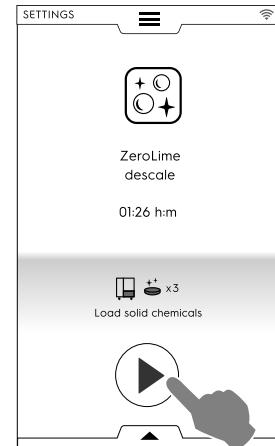 SETTINGS
ZeroLime
descale
01:26 h:m
x3
Load solid chemicals